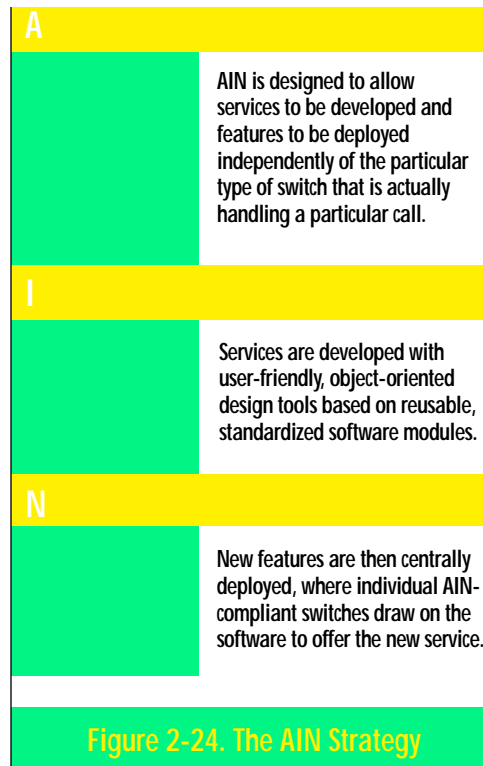 A
AIN is designed to allow
services to be developed and
features to be deployed
independently of the particular
type of switch that is actually
handling a particular call.
I
Services are developed with
user-friendly, object-oriented
design tools based on reusable,
standardized software modules.
N
New features are then centrally
deployed, where individual AIN-
compliant switches draw on the
software to offer the new service.
Figure 2-24. The AIN Strategy